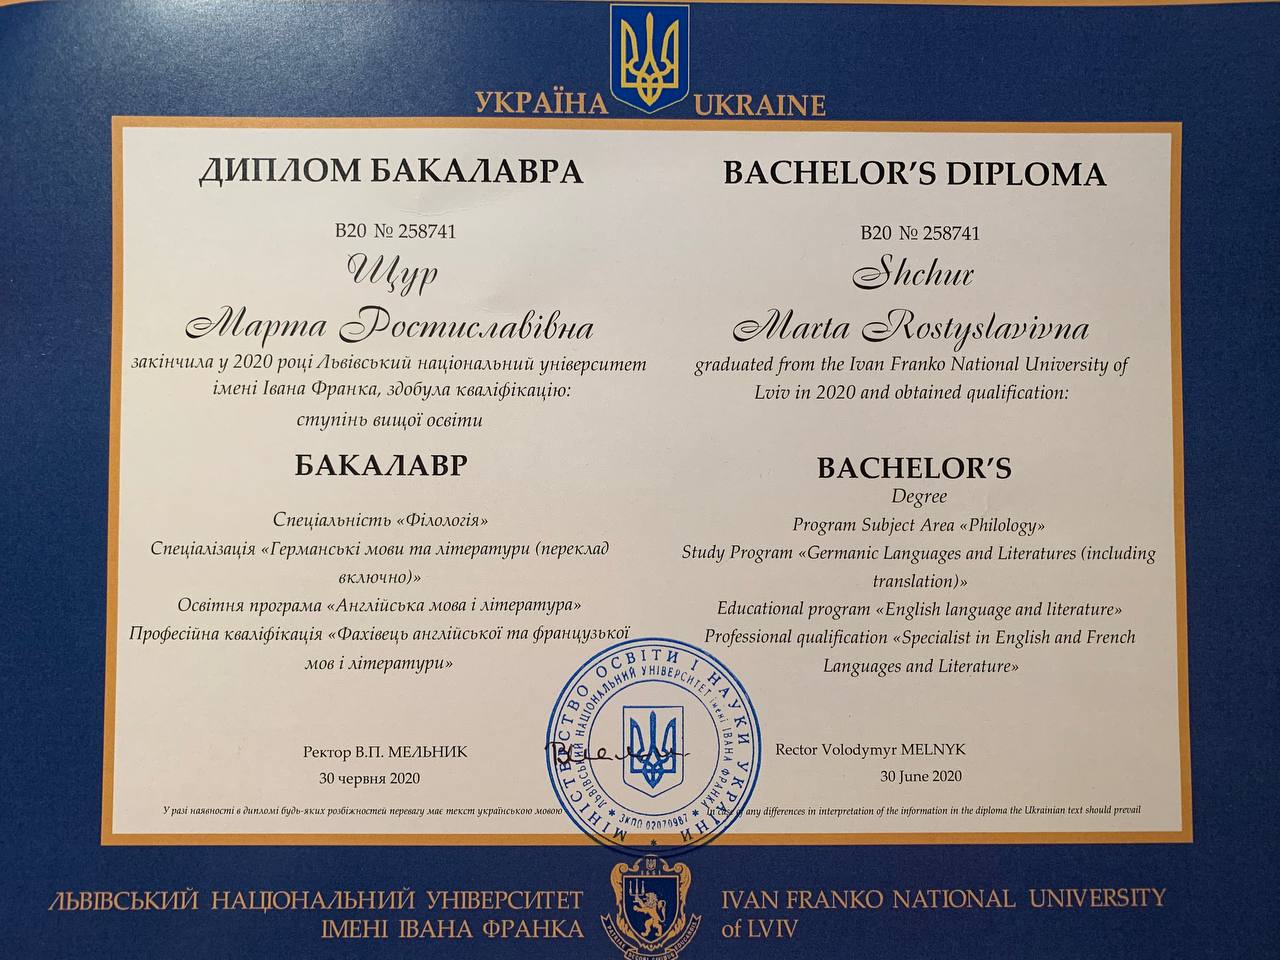 УКРАЇНА UKRAINE
ДИПЛОМ БАКАЛАВРА
В20 № 258741
Щур
Марта Ростиславівна
закінчила у 2020 році Львівський національний університет
імені Івана Франка, здобула кваліфікацію:
ступінь вищої освіти
БАКАЛАВР
Спеціальність «Філологія»
Спеціалізація «Германські мови та літератури (переклад
включно)»
Освітня програма «Англійська мова і література»
Професійна кваліфікація «Фахівець англійської та французької
мов і літератури»
Ректор В.П. МЕЛЬНИК
30 червня 2020
У разі наявності в дипломі будь-яких розбіжностей перевагу має текст українською мовою
BACHELOR'S DIPLOMA
B20 № 258741
Shchur
Marta Rostyslavivna
graduated from the Ivan Franko National University of
Lviv in 2020 and obtained qualification:
BACHELOR'S
Degree
Program Subject Area «Philology»
Study Program «Germanic Languages and Literatures (including
translation)»
Educational program «English language and literature»
Professional qualification «Specialist in English and French
Languages and Literature»
Rector Volodymyr MELNYK
30 June 2020
In case of any differences in interpretation of the information in the diploma the Ukrainian text should prevail
МІНІСТЕРСТВО ОСВІТИ І НАУКИ УКРАЇНИ
ЛЬВІВСЬКИЙ НАЦІОНАЛЬНИЙ УНІВЕРСИТЕТ імені ІВАНА ФРАНКА
ЗКПО 02070987
ЛЬВІВСЬКИЙ НАЦІОНАЛЬНИЙ УНІВЕРСИТЕТ
ІМЕНІ ІВАНА ФРАНКА
1661
IVAN FRANKO NATIONAL UNIVERSITY
of LVIV